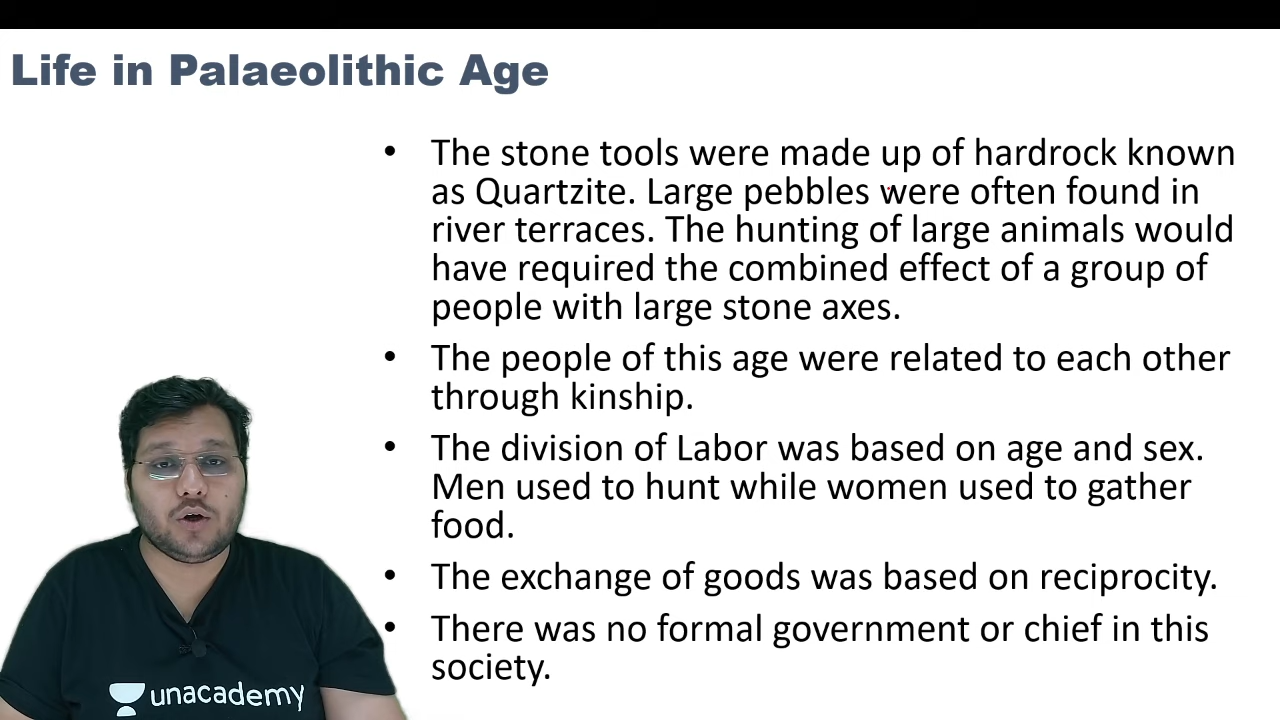 Life in Palaeolithic Age
• The stone tools were made up of hardrock known
as Quartzite. Large pebbles were often found in
river terraces. The hunting of large animals would
have required the combined effect of a group of
people with large stone axes.
• The people of this age were related to each other
through kinship.
• The division of Labor was based on age and sex.
Men used to hunt while women used to gather
food.
• The exchange of goods was based on reciprocity.
• There was no formal government or chief in this
society.
unacademy